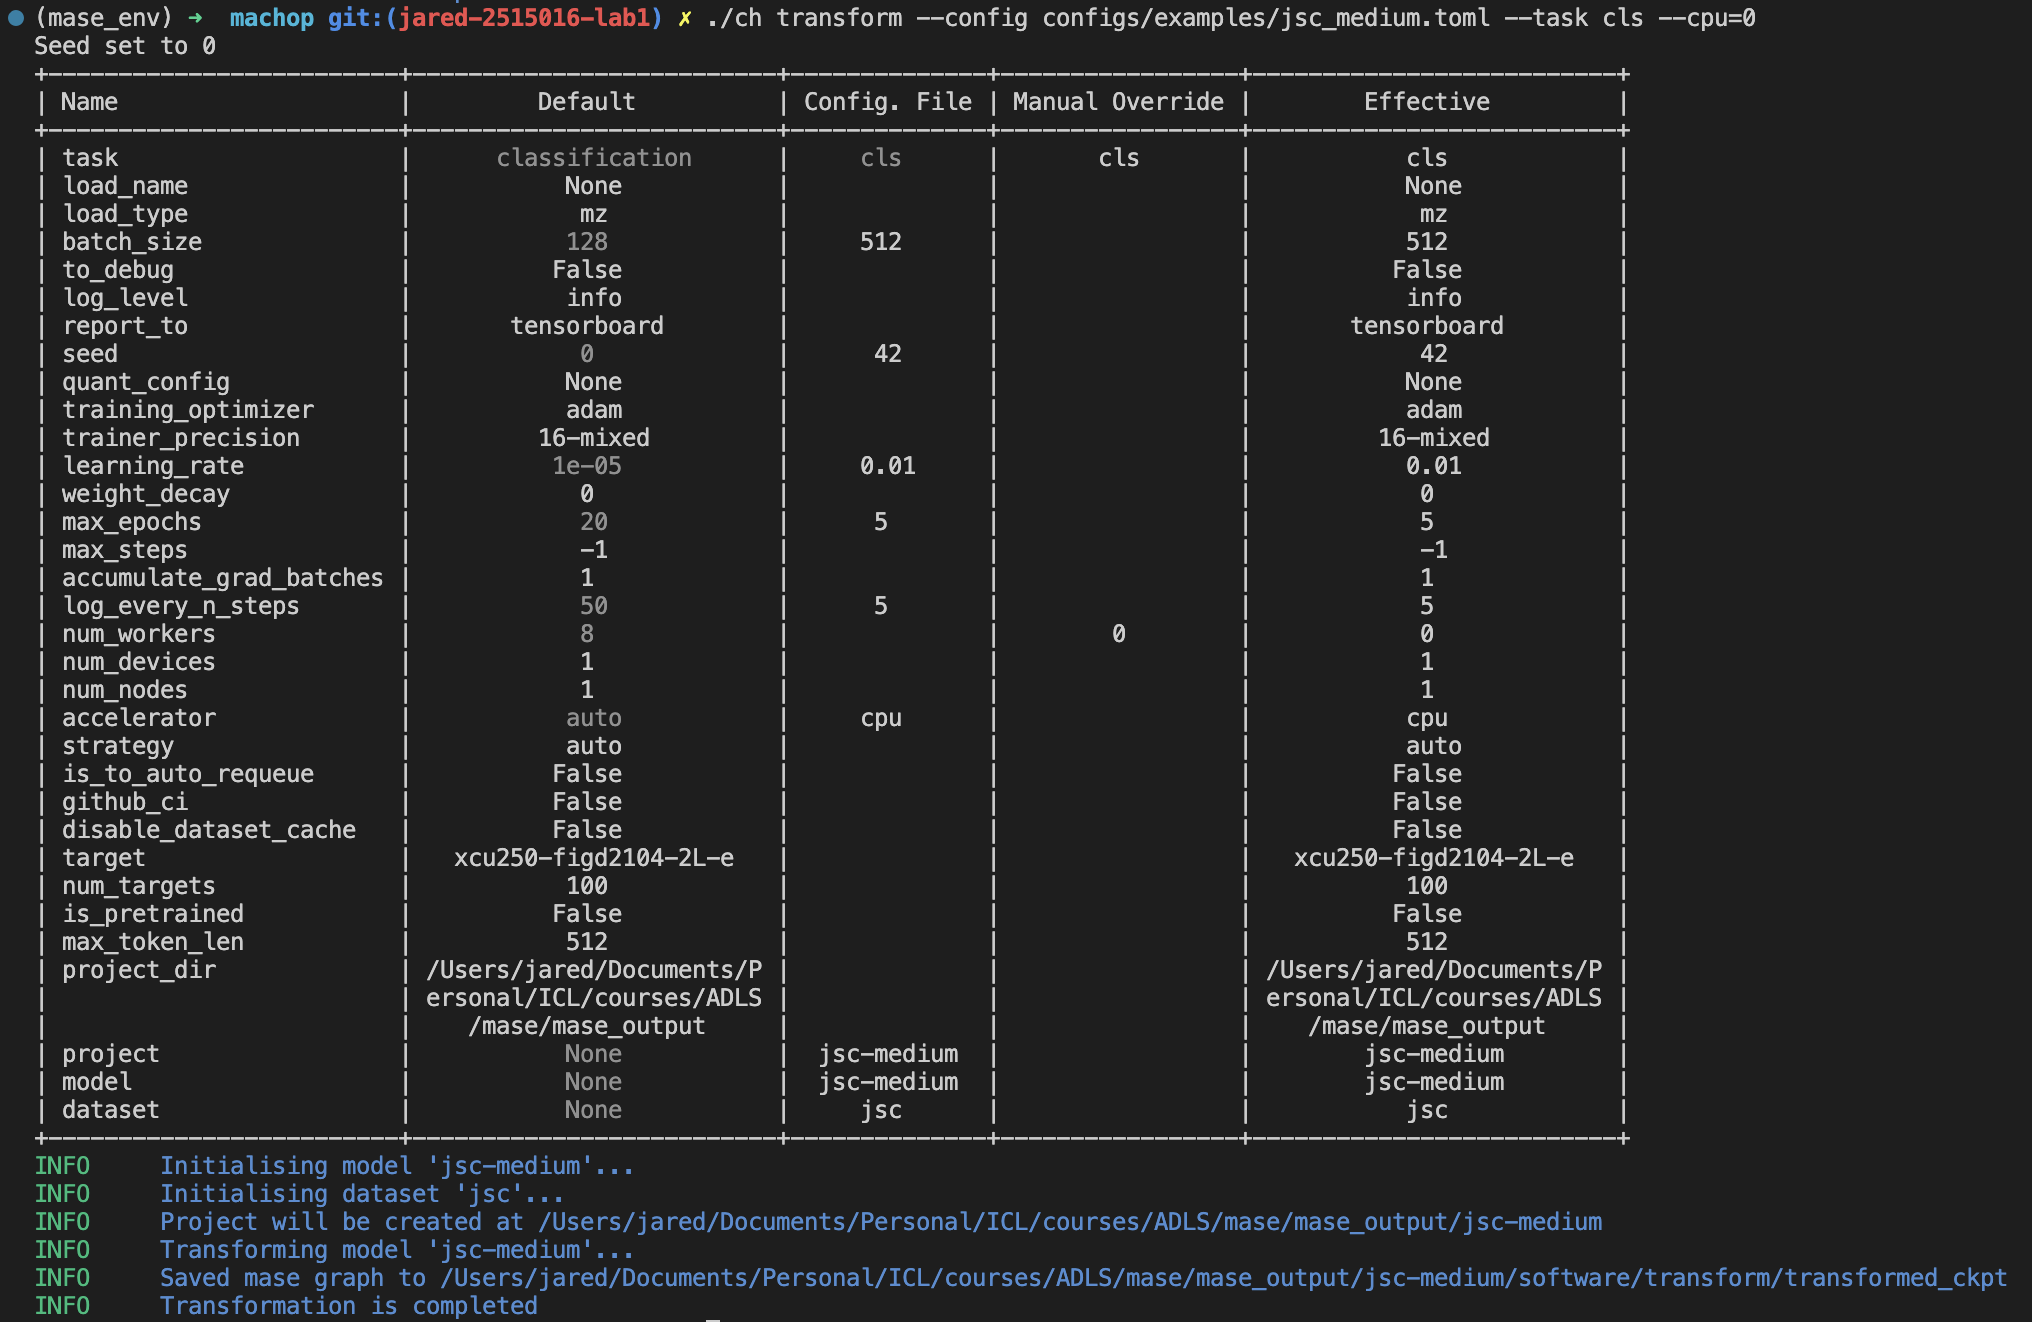 (mase_env) ➜ machop git:(jared-2515016-lab1) ✗ ./ch transform --config configs/examples/jsc_medium.toml --task cls --cpu=0
Seed set to 0
+-------------------------+--------------------------+--------------+-----------------+--------------------------+
| Name                    |         Default          | Config. File | Manual Override |        Effective         |
+-------------------------+--------------------------+--------------+-----------------+--------------------------+
| task                    |      classification      |     cls      |       cls       |           cls            |
| load_name               |           None           |              |                 |           None           |
| load_type               |            mz            |              |                 |            mz            |
| batch_size              |           128            |     512      |                 |           512            |
| to_debug                |          False           |              |                 |          False           |
| log_level               |           info           |              |                 |           info           |
| report_to               |       tensorboard        |              |                 |       tensorboard        |
| seed                    |            0             |      42      |                 |            42            |
| quant_config            |           None           |              |                 |           None           |
| training_optimizer      |           adam           |              |                 |           adam           |
| trainer_precision       |         16-mixed         |              |                 |         16-mixed         |
| learning_rate           |          1e-05           |     0.01     |                 |           0.01           |
| weight_decay            |            0             |              |                 |            0             |
| max_epochs              |            20            |      5       |                 |            5             |
| max_steps               |            -1            |              |                 |            -1            |
| accumulate_grad_batches |            1             |              |                 |            1             |
| log_every_n_steps       |            50            |      5       |                 |            5             |
| num_workers             |            8             |              |        0        |            0             |
| num_devices             |            1             |              |                 |            1             |
| num_nodes               |            1             |              |                 |            1             |
| accelerator             |           auto           |     cpu      |                 |           cpu            |
| strategy                |           auto           |              |                 |           auto           |
| is_to_auto_requeue      |          False           |              |                 |          False           |
| github_ci               |          False           |              |                 |          False           |
| disable_dataset_cache   |          False           |              |                 |          False           |
| target                  |   xcu250-figd2104-2L-e   |              |                 |   xcu250-figd2104-2L-e   |
| num_targets             |           100            |              |                 |           100            |
| is_pretrained           |          False           |              |                 |          False           |
| max_token_len           |           512            |              |                 |           512            |
| project_dir             | /Users/jared/Documents/P |              |                 | /Users/jared/Documents/P |
|                         | ersonal/ICL/courses/ADLS |              |                 | ersonal/ICL/courses/ADLS |
|                         |    /mase/mase_output     |              |                 |    /mase/mase_output     |
| project                 |           None           |  jsc-medium  |                 |        jsc-medium        |
| model                   |           None           |  jsc-medium  |                 |        jsc-medium        |
| dataset                 |           None           |     jsc      |                 |           jsc            |
+-------------------------+--------------------------+--------------+-----------------+--------------------------+
INFO     Initialising model 'jsc-medium'...
INFO     Initialising dataset 'jsc'...
INFO     Project will be created at /Users/jared/Documents/Personal/ICL/courses/ADLS/mase/mase_output/jsc-medium
INFO     Transforming model 'jsc-medium'...
INFO     Saved mase graph to /Users/jared/Documents/Personal/ICL/courses/ADLS/mase/mase_output/jsc-medium/software/transform/transformed_ckpt
INFO     Transformation is completed